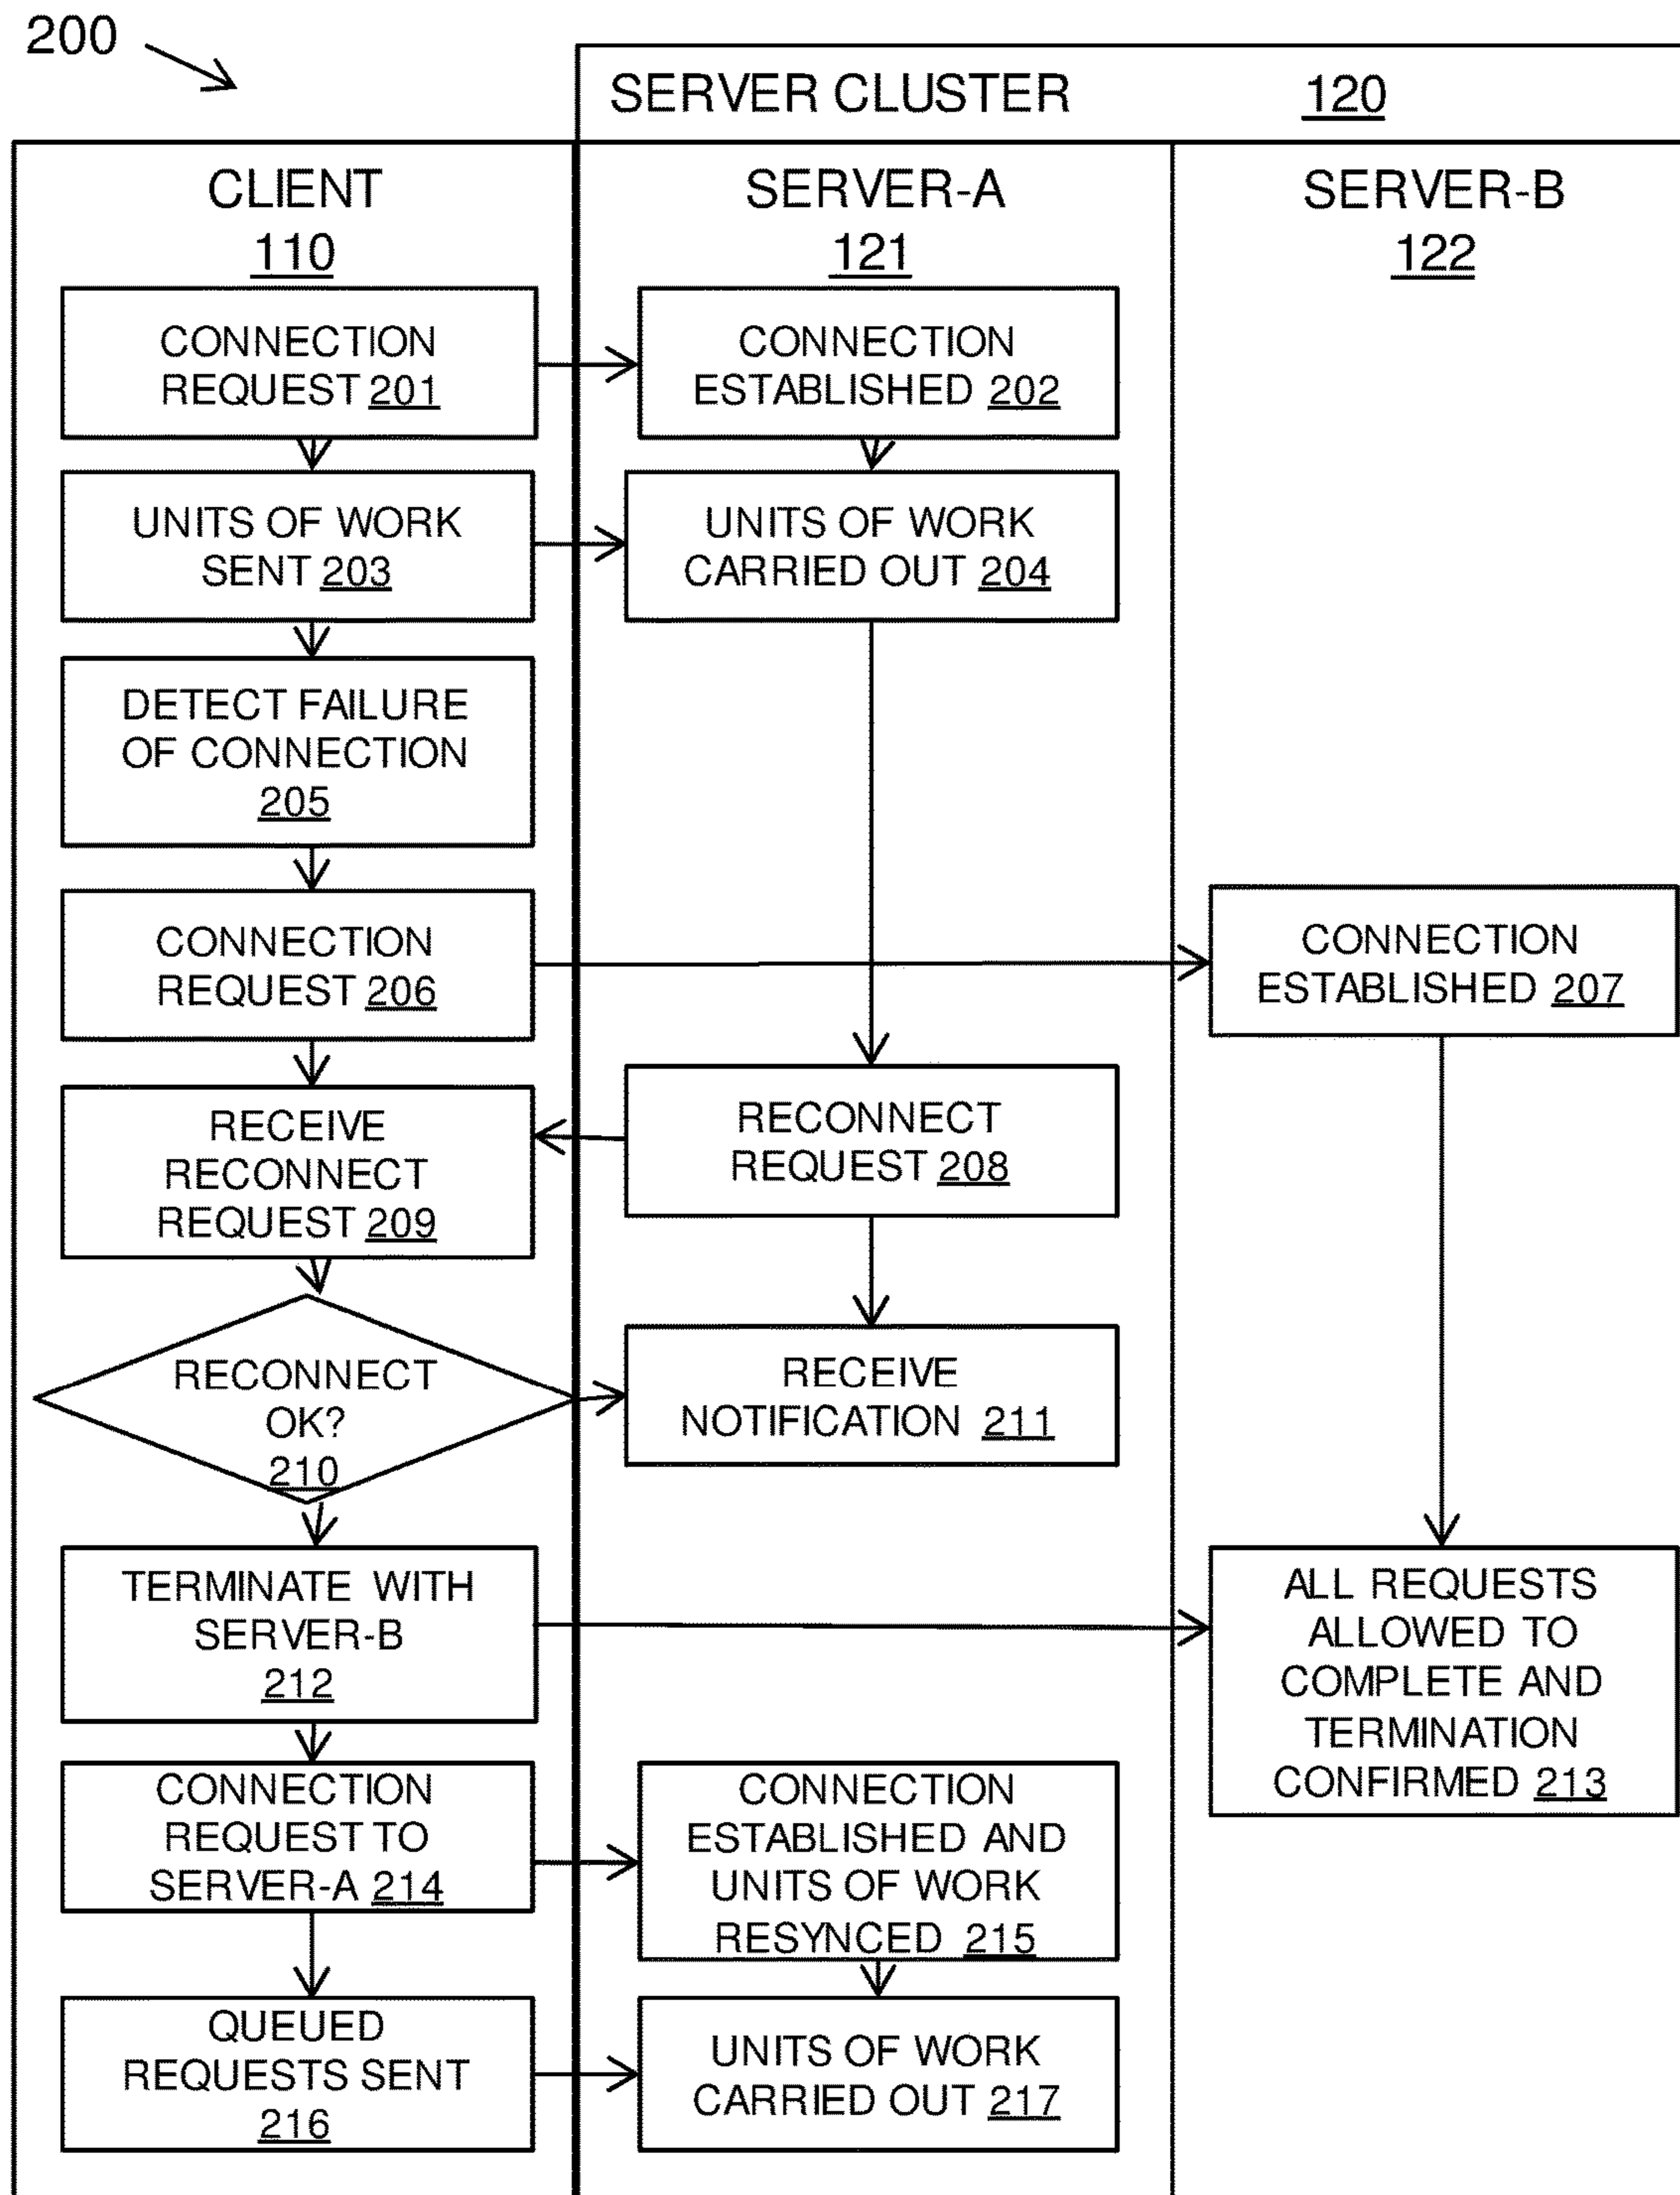 200
SERVER CLUSTER 120
CLIENT
110
SERVER-A
121
SERVER-B
122
CONNECTION
REQUEST 201
CONNECTION
ESTABLISHED 202
UNITS OF WORK
SENT 203
UNITS OF WORK
CARRIED OUT 204
DETECT FAILURE
OF CONNECTION
205
CONNECTION
REQUEST 206
CONNECTION
ESTABLISHED 207
RECONNECT
REQUEST 208
RECEIVE
RECONNECT
REQUEST 209
RECONNECT
OK?
210
RECEIVE
NOTIFICATION 211
TERMINATE WITH
SERVER-B
212
ALL REQUESTS
ALLOWED TO
COMPLETE AND
TERMINATION
CONFIRMED 213
CONNECTION
REQUEST TO
SERVER-A 214
CONNECTION
ESTABLISHED AND
UNITS OF WORK
RESYNCED 215
QUEUED
REQUESTS SENT
216
UNITS OF WORK
CARRIED OUT 217